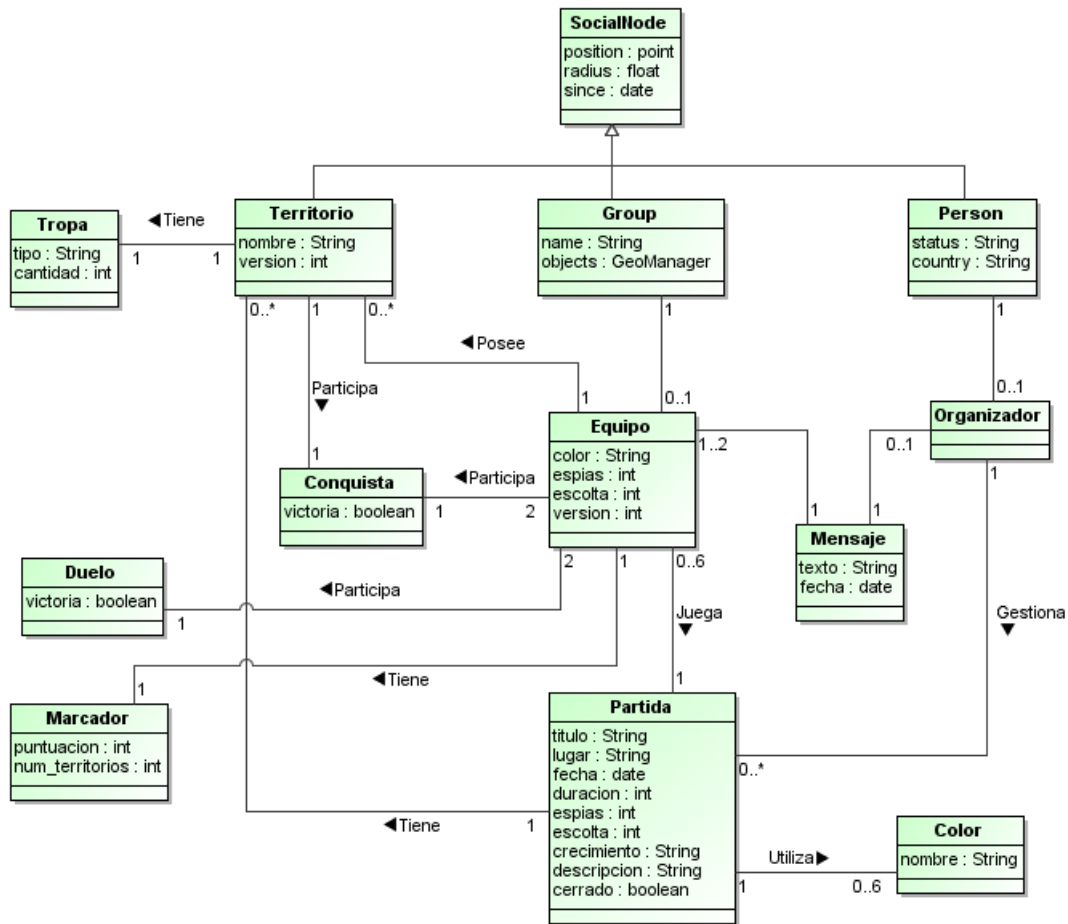 SocialNode
position : point
radius : float
since : date
Tropa
tipo : String
cantidad : int
◀Tiene
1
1
Territorio
nombre : String
version : int
Group
name : String
objects : GeoManager
Person
status : String
country : String
0..*
1
0..*
1
1
◀Posee
Participa
▼
1
0..1
0..1
1
Equipo
color : String
espias : int
escolta : int
version : int
1..2
0..1
Organizador
1
Conquista
victoria : boolean
◀Participa
1
2
1
1
Mensaje
texto : String
fecha : date
Duelo
victoria : boolean
1
◀Participa
2
1
0..6
Juega
▼
Gestiona
▼
1
◀Tiene
1
Marcador
puntuacion : int
num_territorios : int
Partida
titulo : String
lugar : String
fecha : date
duracion : int
espias : int
escolta : int
crecimiento : String
descripcion : String
cerrado : boolean
0..*
◀Tiene
1
Utiliza▶
1
0..6
Color
nombre : String